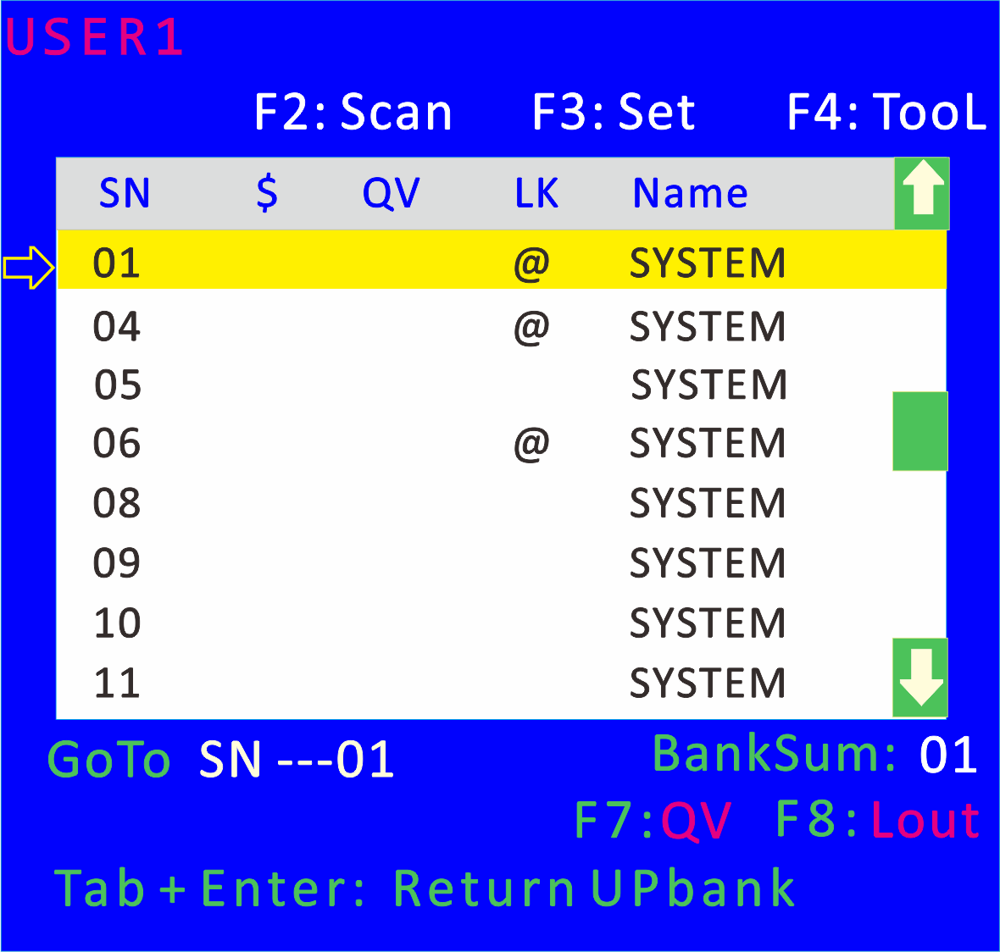 USER1
F2: Scan F3: Set F4: TooL
SN $ QV LK Name
01 @ SYSTEM
04 @ SYSTEM
05 SYSTEM
06 @ SYSTEM
08 SYSTEM
09 SYSTEM
10 SYSTEM
11 SYSTEM
GoTo SN ---01 BankSum: 01
F7:QV F8:Lout
Tab+Enter: Return UPbank